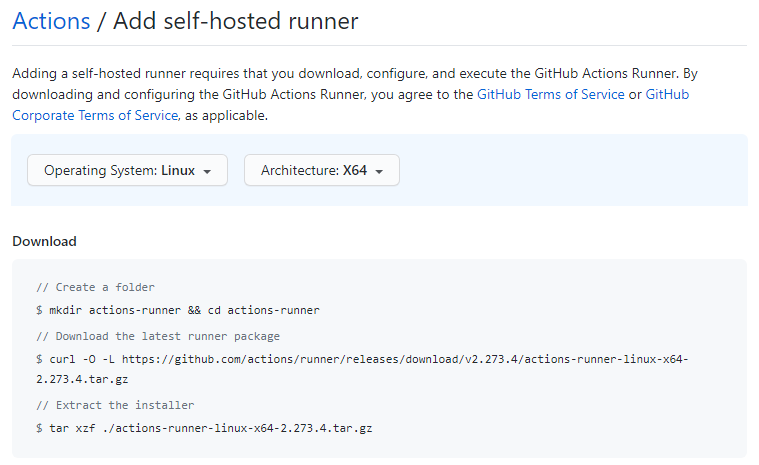 Actions / Add self-hosted runner
Adding a self-hosted runner requires that you download, configure, and execute the GitHub Actions Runner. By
downloading and configuring the GitHub Actions Runner, you agree to the GitHub Terms of Service or GitHub
Corporate Terms of Service, as applicable.
Operating System: Linux
Architecture: X64
Download
// Create a folder
$ mkdir actions-runner && cd actions-runner
// Download the latest runner package
$ curl -O -L https://github.com/actions/runner/releases/download/v2.273.4/actions-runner-linux-x64-
2.273.4.tar.gz
// Extract the installer
$ tar xzf ./actions-runner-linux-x64-2.273.4.tar.gz